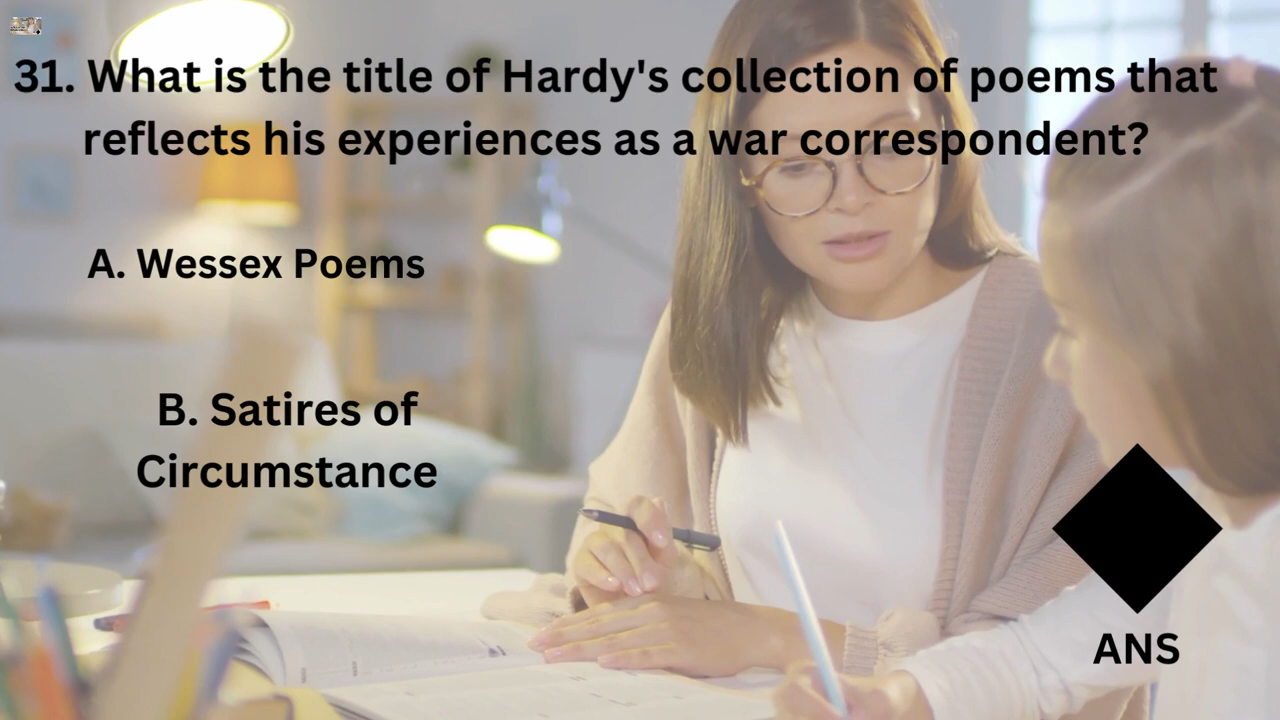 31. What is the title of Hardy's collection of poems that
reflects his experiences as a war correspondent?
A. Wessex Poems
B. Satires of
Circumstance
ANS